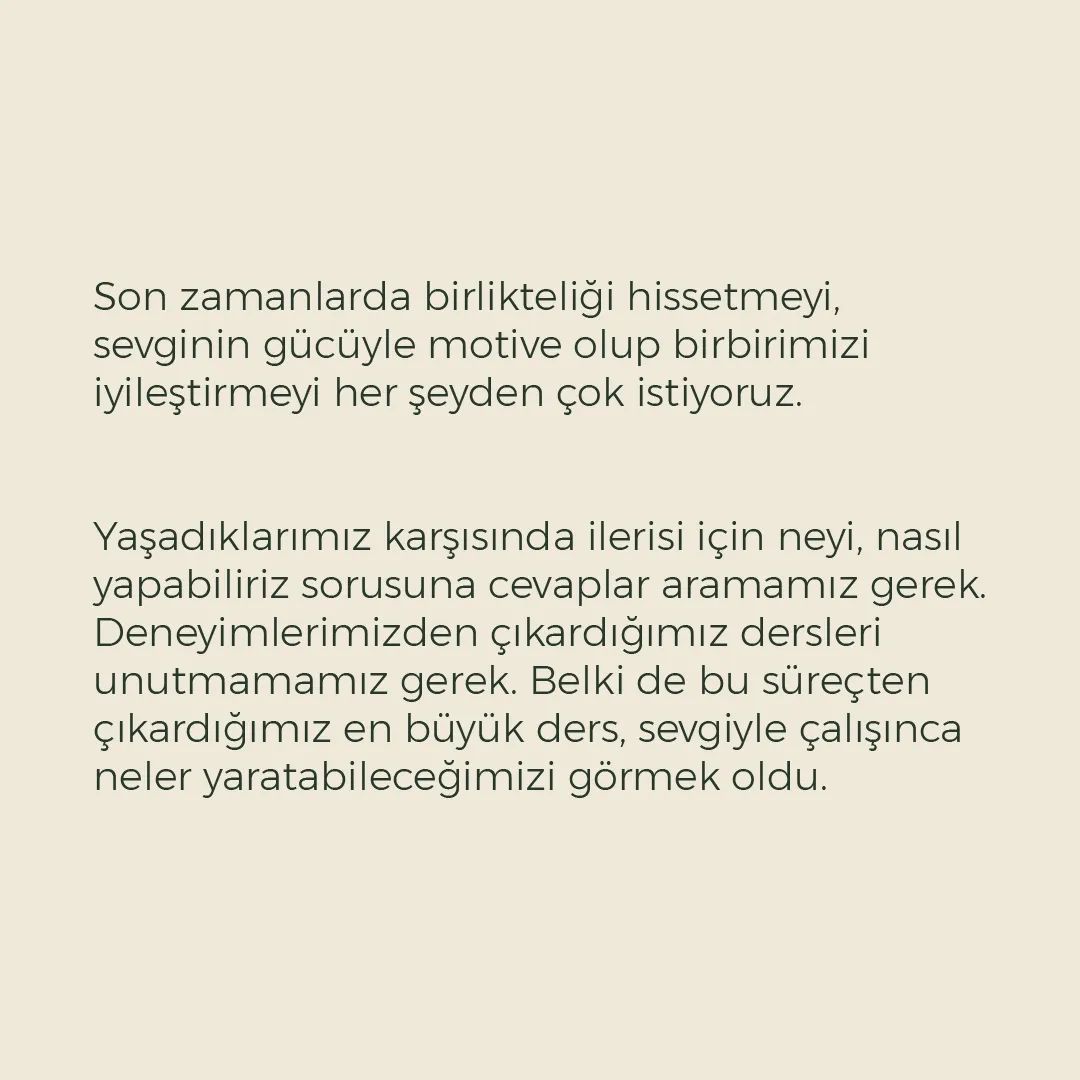 Son zamanlarda birlikteliği hissetmeyi,
sevginin gücüyle motive olup birbirimizi
iyileştirmeyi her şeyden çok istiyoruz.
Yaşadıklarımız karşısında ilerisi için neyi, nasıl
yapabiliriz sorusuna cevaplar aramamız gerek.
Deneyimlerimizden çıkardığımız dersleri
unutmamamız gerek. Belki de bu süreçten
çıkardığımız en büyük ders, sevgiyle çalışınca
neler yaratabileceğimizi görmek oldu.